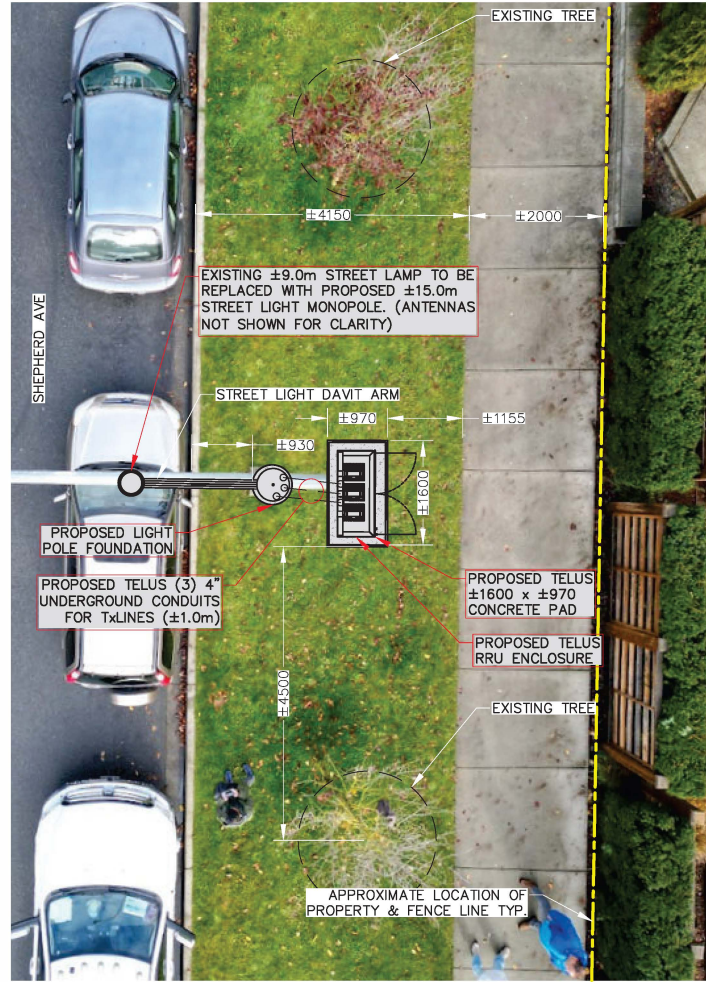 EXISTING TREE
±4150
±2000
EXISTING ±9.0m STREET LAMP TO BE
REPLACED WITH PROPOSED ±15.0m
STREET LIGHT MONOPOLE. (ANTENNAS
NOT SHOWN FOR CLARITY)
SHEPHERD AVE
STREET LIGHT DAVIT ARM
±970
±1155
±930
±1600
PROPOSED LIGHT
POLE FOUNDATION
PROPOSED TELUS (3) 4"
UNDERGROUND CONDUITS
FOR TxLINES (±1.0m)
PROPOSED TELUS
±1600 x ±970
CONCRETE PAD
PROPOSED TELUS
RRU ENCLOSURE
±4500
EXISTING TREE
APPROXIMATE LOCATION OF
PROPERTY & FENCE LINE TYP.